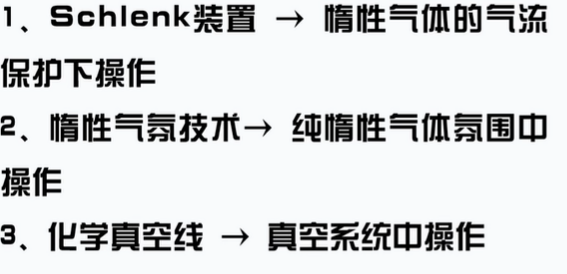 1、Schlenk装置 → 惰性气体的气流
保护下操作
2、惰性气氛技术→ 纯惰性气体氛围中
操作
3、化学真空线 → 真空系统中操作